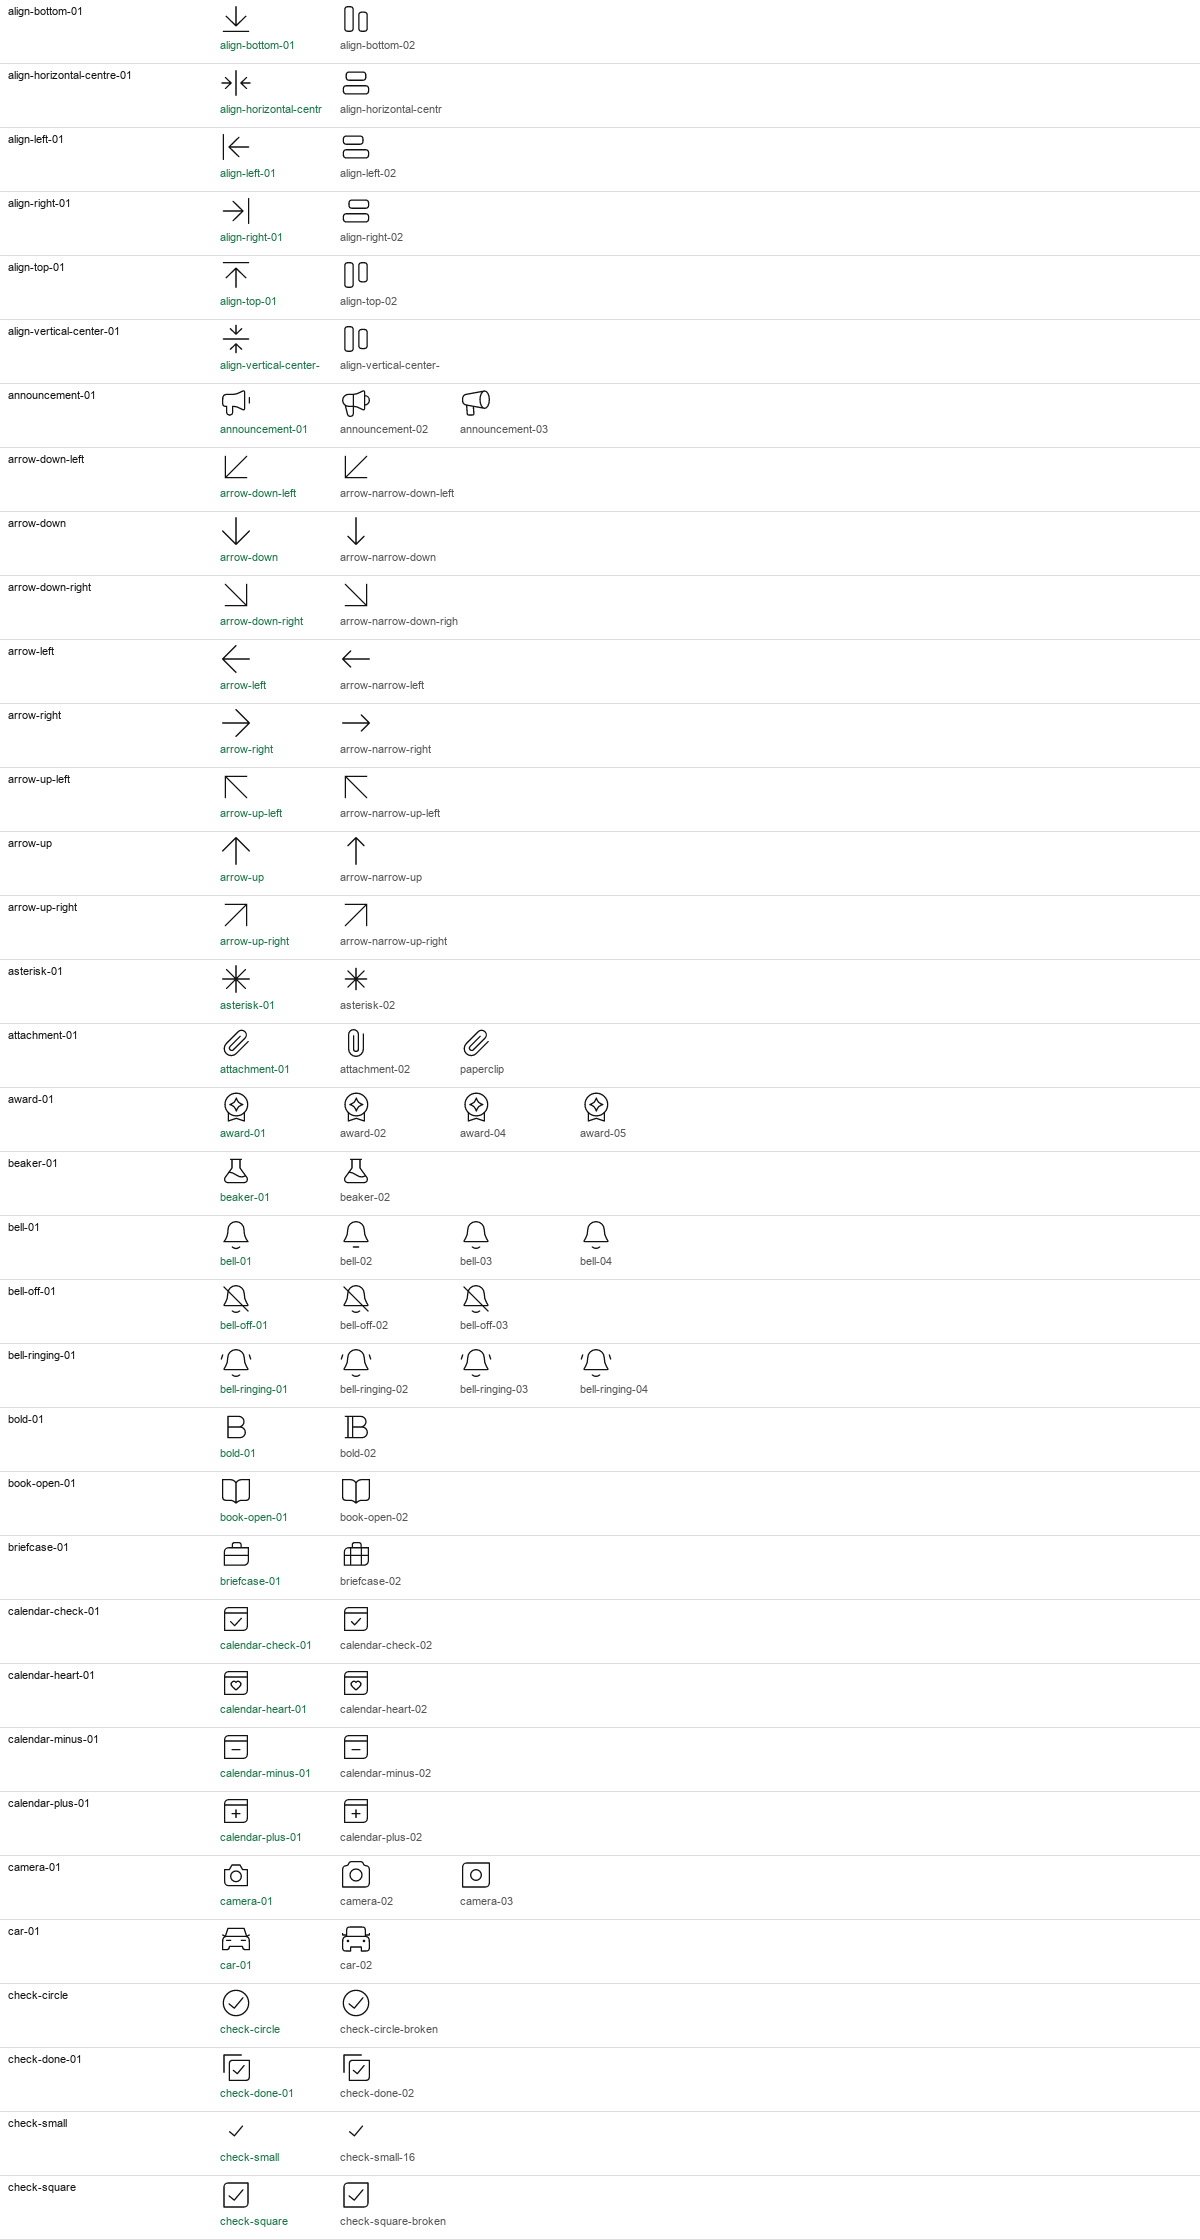 align-bottom-01
align-bottom-01 align-bottom-02
align-horizontal-centre-01
align-horizontal-centr align-horizontal-centr
align-left-01
align-left-01 align-left-02
align-right-01
align-right-01 align-right-02
align-top-01
align-top-01 align-top-02
align-vertical-center-01
align-vertical-center- align-vertical-center-
announcement-01
announcement-01 announcement-02 announcement-03
arrow-down-left
arrow-down-left arrow-narrow-down-left
arrow-down
arrow-down arrow-narrow-down
arrow-down-right
arrow-down-right arrow-narrow-down-righ
arrow-left
arrow-left arrow-narrow-left
arrow-right
arrow-right arrow-narrow-right
arrow-up-left
arrow-up-left arrow-narrow-up-left
arrow-up
arrow-up arrow-narrow-up
arrow-up-right
arrow-up-right arrow-narrow-up-right
asterisk-01
asterisk-01 asterisk-02
attachment-01
attachment-01 attachment-02 paperclip
award-01
award-01 award-02 award-04 award-05
beaker-01
beaker-01 beaker-02
bell-01
bell-01 bell-02 bell-03 bell-04
bell-off-01
bell-off-01 bell-off-02 bell-off-03
bell-ringing-01
bell-ringing-01 bell-ringing-02 bell-ringing-03 bell-ringing-04
bold-01
bold-01 bold-02
book-open-01
book-open-01 book-open-02
briefcase-01
briefcase-01 briefcase-02
calendar-check-01
calendar-check-01 calendar-check-02
calendar-heart-01
calendar-heart-01 calendar-heart-02
calendar-minus-01
calendar-minus-01 calendar-minus-02
calendar-plus-01
calendar-plus-01 calendar-plus-02
camera-01
camera-01 camera-02 camera-03
car-01
car-01 car-02
check-circle
check-circle check-circle-broken
check-done-01
check-done-01 check-done-02
check-small
check-small check-small-16
check-square
check-square check-square-broken